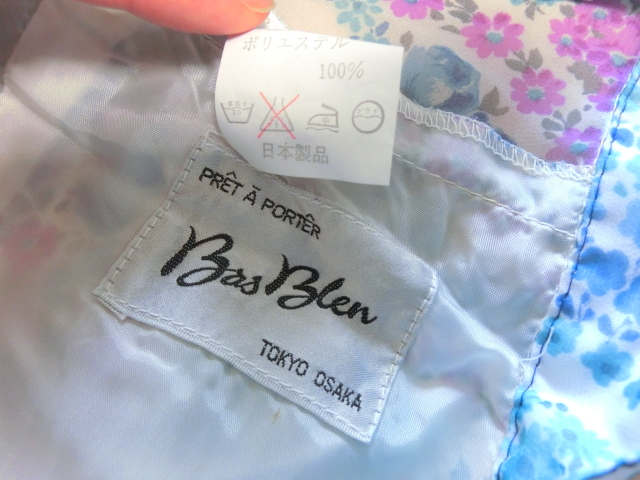 ポリエステル
100%
日本製品
PRÊT Ā PORTÊR
Bas Blen
TOKYO OSAKA